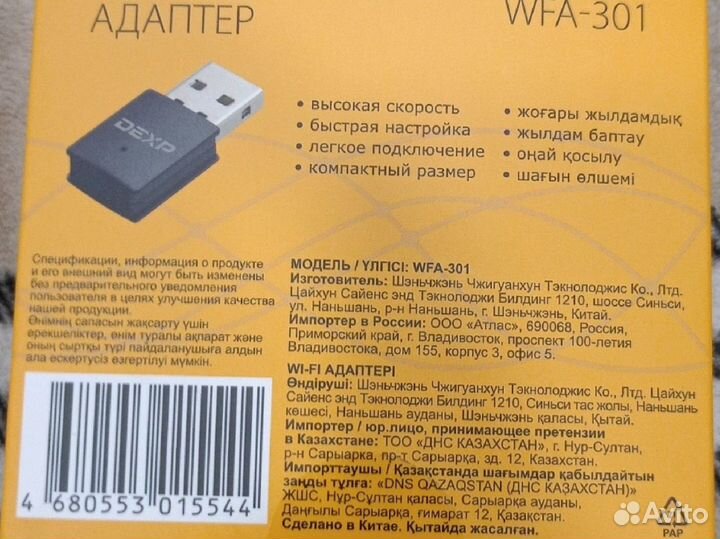 АДАПТЕР
WFA-301
DEXP
• высокая скорость
• быстрая настройка
• легкое подключение
• компактный размер
• жоғары жылдамдық
• жылдам баптау
• оңай қосылу
• шағын өлшемі
Спецификации, информация о продукте
и его внешний вид могут быть изменены
без предварительного уведомления
пользователя в целях улучшения качества
нашей продукции.
Өнімнің сапасын жақсарту үшін
ерекшеліктер, өнім туралы ақпарат және
оның сыртқы түрі пайдаланушыға алдын
ала ескертусіз өзгертілуі мүмкін.
МОДЕЛЬ / ҮЛГІСІ: WFA-301
Изготовитель: Шэньчжэнь Чжигуанхун Тэкнолоджис Ко., Лтд.
Цайхун Сайенс энд Тэкнолоджи Билдинг 1210, шоссе Синьси,
ул. Наньшань, р-н Наньшань, г. Шэньчжэнь, Китай.
Импортер в России: ООО «Атлас», 690068, Россия,
Приморский край, г. Владивосток, проспект 100-летия
Владивостока, дом 155, корпус 3, офис 5.
WI-FI АДАПТЕРІ
Өндіруші: Шэньчжэнь Чжигуанхун Тэкнолоджис Ко., Лтд. Цайхун
Сайенс энд Тэкнолоджи Билдинг 1210, Синьси тас жолы, Наньшань
көшесі, Наньшань ауданы, Шэньчжэнь қаласы, Қытай.
Импортер / юр.лицо, принимающее претензии
в Казахстане: ТОО «ДНС КАЗАХСТАН», г. Нур-Султан,
р-н Сарыарка, пр-т Сарыарка, зд. 12, Казахстан.
Импорттаушы / Қазақстанда шағымдар қабылдайтын
заңды тұлға: «DNS QAZAQSTAN (ДНС КАЗАХСТАН)»
ЖШС, Нұр-Сұлтан қаласы, Сарыарқа ауданы,
Даңғылы Сарыарқа, ғимарат 12, Қазақстан.
Сделано в Китае. Қытайда жасалған.
4 680553 015544
21
PAP
Avito